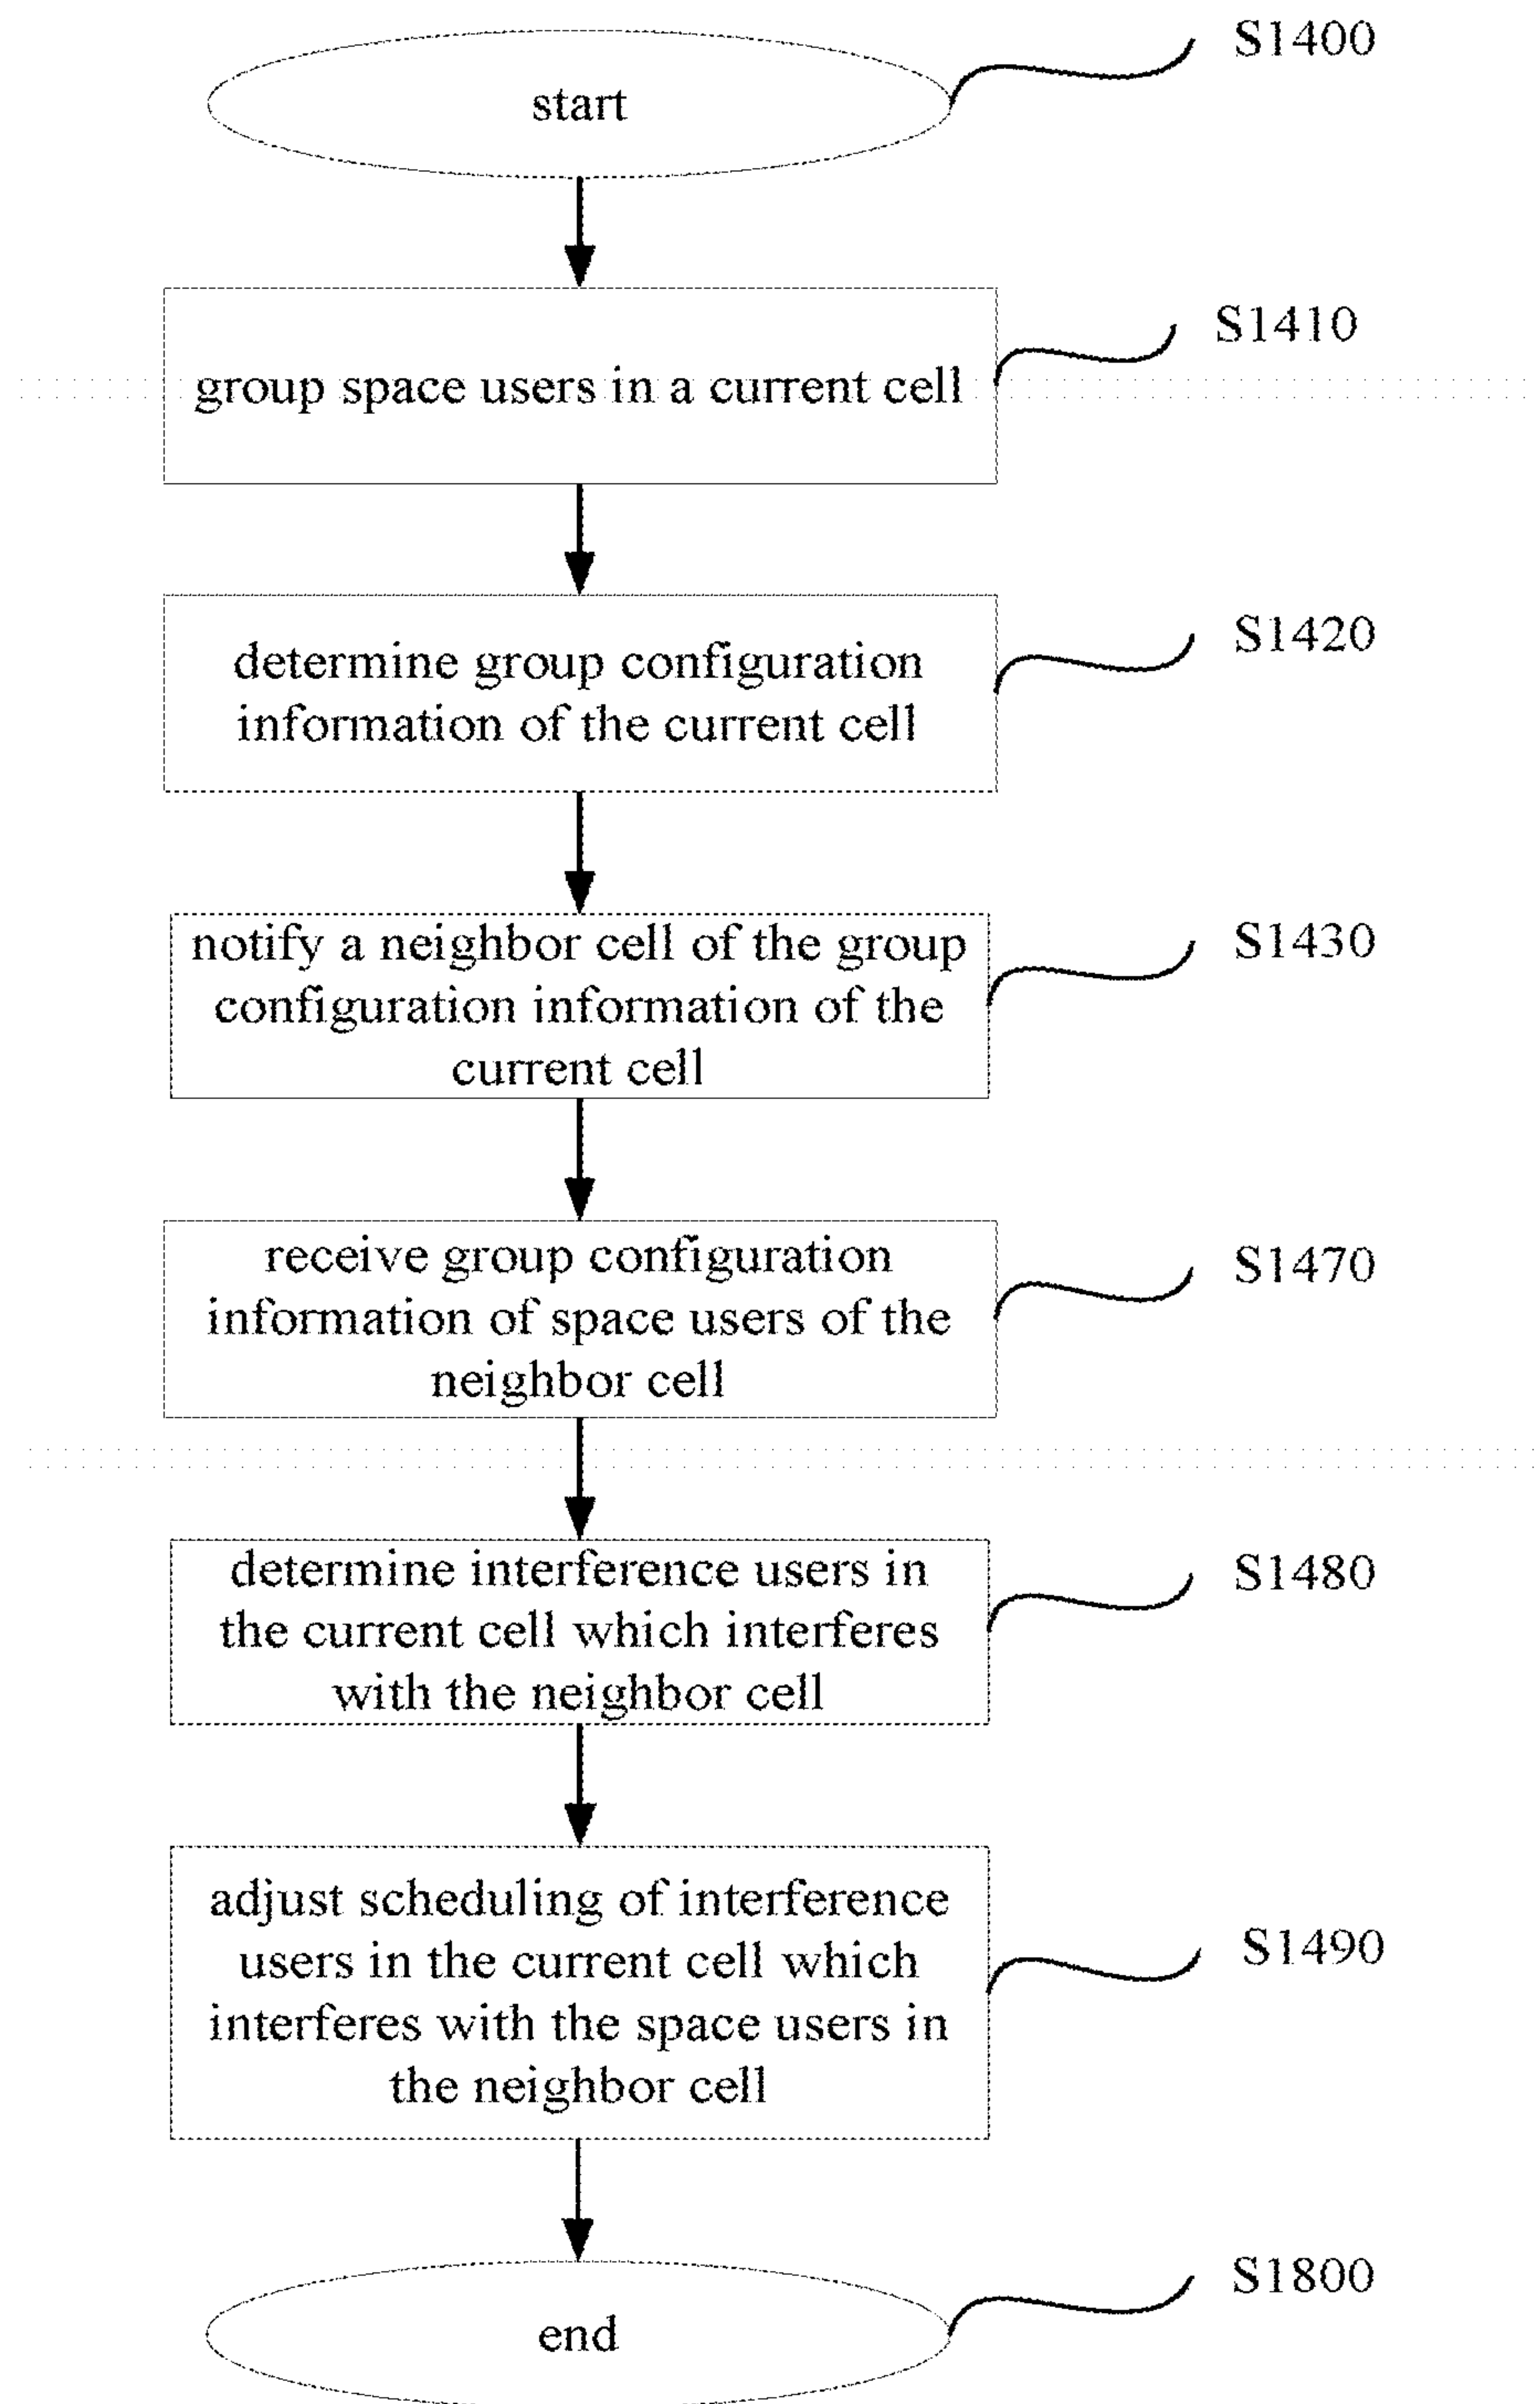 S1400
start
S1410
group space users in a current cell
S1420
determine group configuration
information of the current cell
S1430
notify a neighbor cell of the group
configuration information of the
current cell
S1470
receive group configuration
information of space users of the
neighbor cell
S1480
determine interference users in
the current cell which interferes
with the neighbor cell
S1490
adjust scheduling of interference
users in the current cell which
interferes with the space users in
the neighbor cell
S1800
end